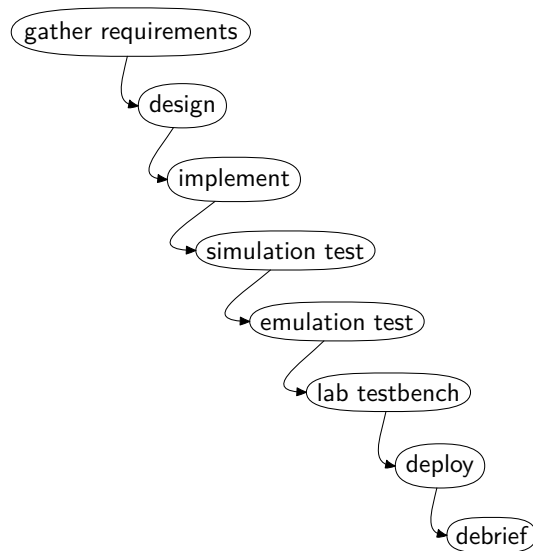 gather requirements
design
implement
simulation test
emulation test
lab testbench
deploy
debrief